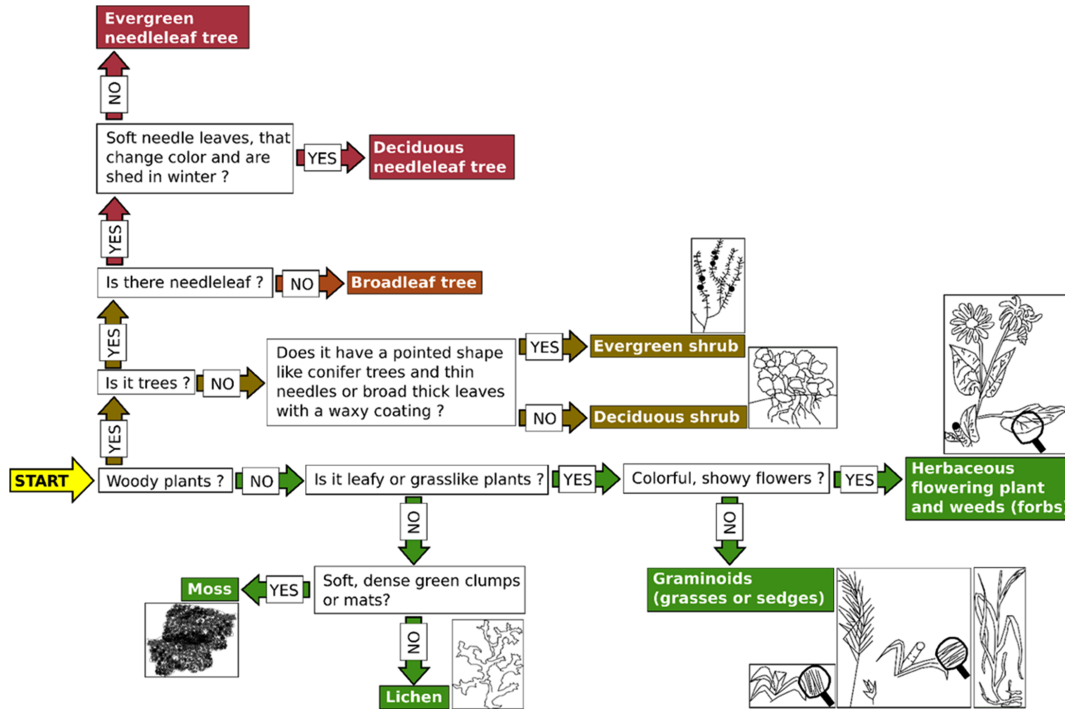 Evergreen
needleleaf tree
NO
Soft needle leaves, that
change color and are
shed in winter ?
YES
Deciduous
needleleaf tree
YES
Is there needleleaf ?
NO
Broadleaf tree
YES
Is it trees ?
NO
Does it have a pointed shape
like conifer trees and thin
needles or broad thick leaves
with a waxy coating ?
YES
Evergreen shrub
NO
Deciduous shrub
YES
START
Woody plants ?
NO
Is it leafy or grasslike plants ?
YES
Colorful, showy flowers ?
YES
Herbaceous
flowering plant
and weeds (forbs)
NO
NO
Moss
YES
Soft, dense green clumps
or mats?
Graminoids
(grasses or sedges)
NO
Lichen